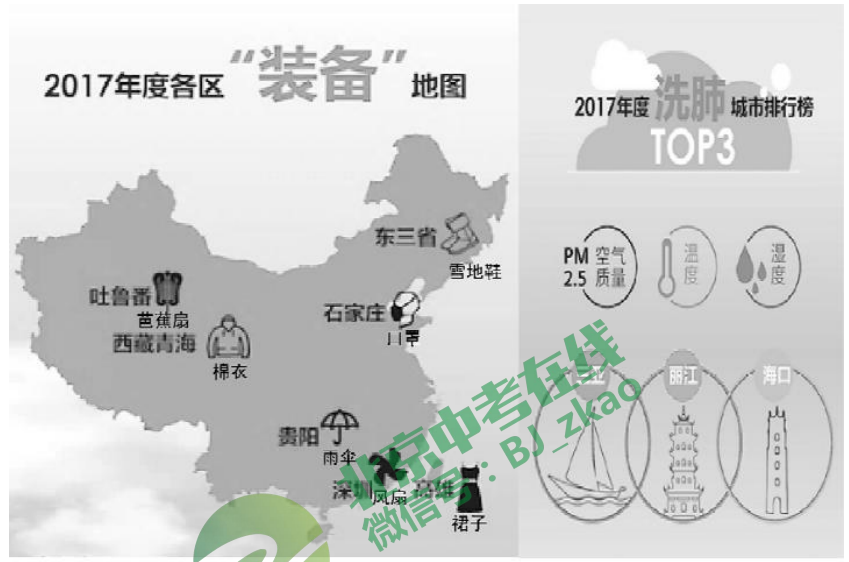 2017年度各区“装备”地图
东三省
雪地鞋
吐鲁番
芭蕉扇
石家庄
口罩
西藏青海
棉衣
贵阳
雨伞
深圳
风扇
高雄
裙子
2017年度洗肺城市排行榜
TOP3
PM2.5
空气质量
温度
湿度
三亚
丽江
海口
北京中考在线
微信号：BJ_zkao